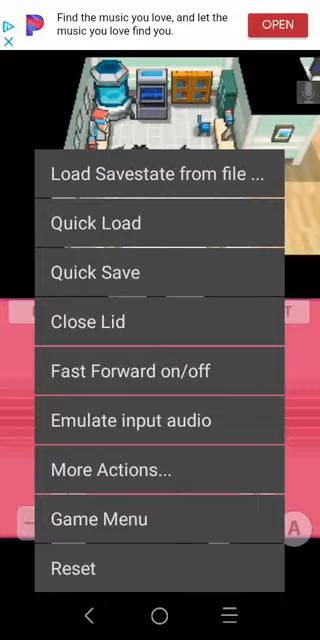 Find the music you love, and let the
music you love find you.
OPEN
Load Savestate from file ...
Quick Load
Quick Save
Close Lid
Fast Forward on/off
Emulate input audio
More Actions...
Game Menu
Reset
A